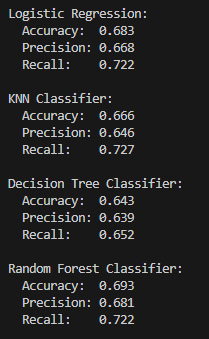 Logistic Regression:
Accuracy: 0.683
Precision: 0.668
Recall: 0.722
KNN Classifier:
Accuracy: 0.666
Precision: 0.646
Recall: 0.727
Decision Tree Classifier:
Accuracy: 0.643
Precision: 0.639
Recall: 0.652
Random Forest Classifier:
Accuracy: 0.693
Precision: 0.681
Recall: 0.722